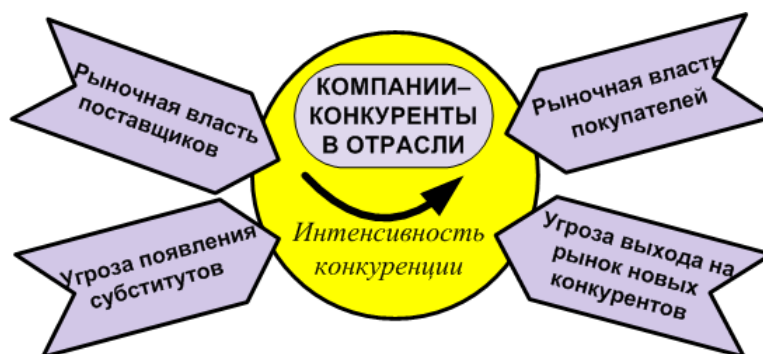 Рыночная власть
поставщиков
КОМПАНИИ–
КОНКУРЕНТЫ
В ОТРАСЛИ
Рыночная власть
покупателей
Угроза появления
субститутов
Интенсивность
конкуренции
Угроза выхода на
рынок новых
конкурентов